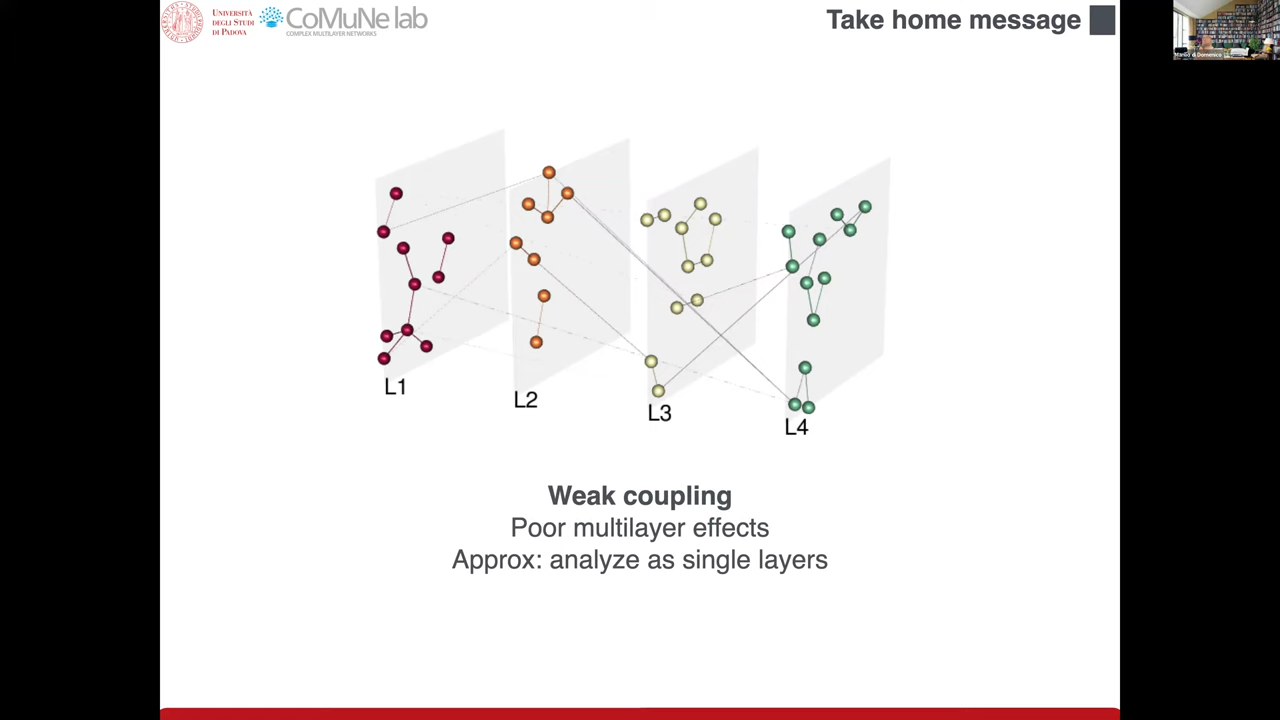 UNIVERSITÀ
DEGLI STUDI
DI PADOVA
CoMuNe lab
COMPLEX MULTILAYER NETWORKS
Take home message
L1
L2
L3
L4
Weak coupling
Poor multilayer effects
Approx: analyze as single layers